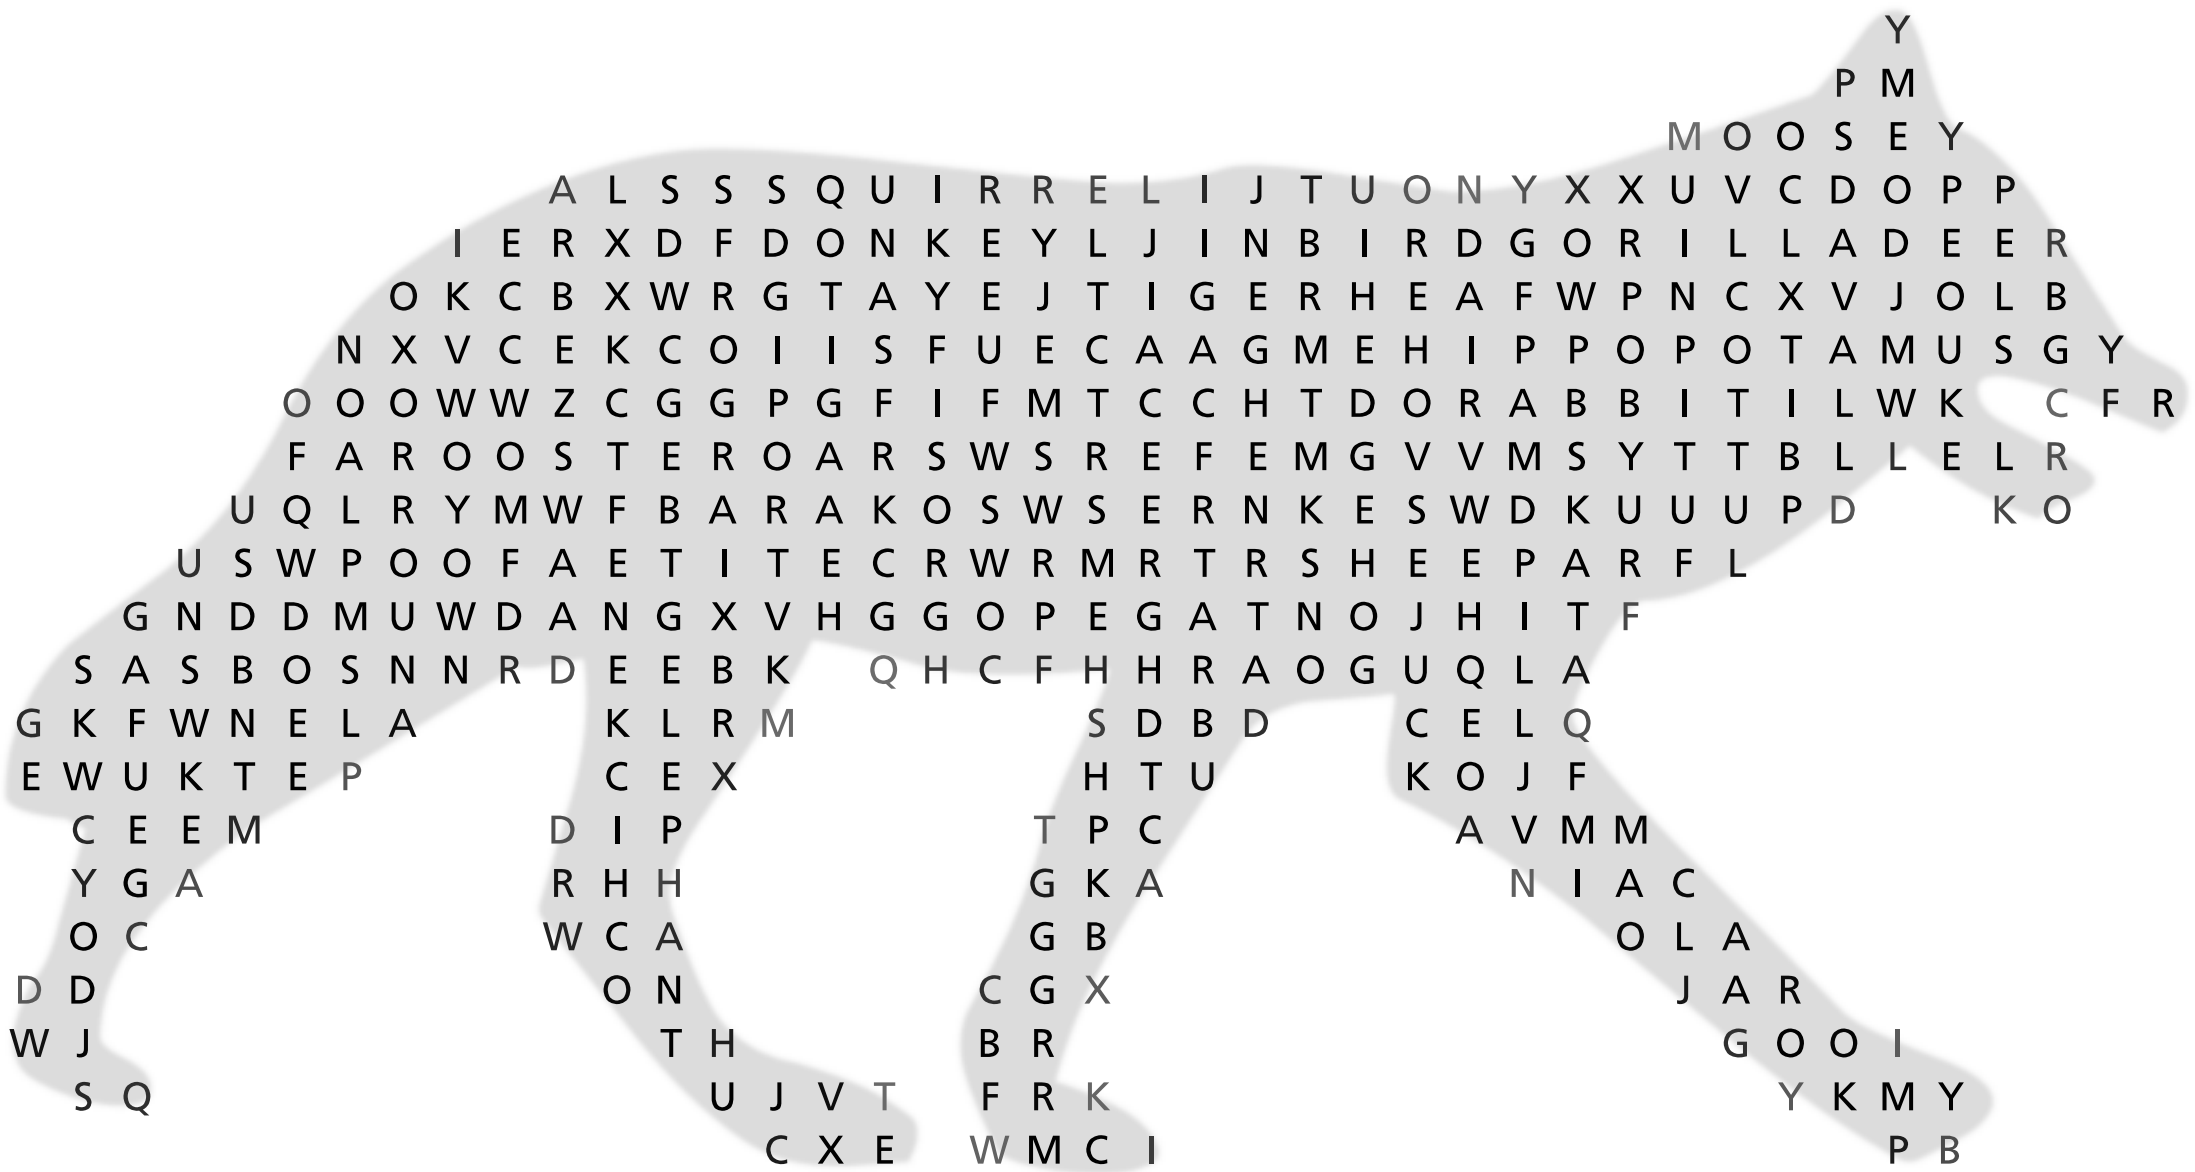 Y
P M
M O O S E Y
A L S S S Q U I R R E L I J T U O N Y X X U V C D O P P
I E R X D F D O N K E Y L J I N B I R D G O R I L L A D E E R
O K C B X W R G T A Y E J T I G E R H E A F W P N C X V J O L B
N X V C E K C O I I S F U E C A A G M E H I P P O P O T A M U S G Y
O O O W W Z C G G P G F I F M T C C H T D O R A B B I T I L W K C F R
F A R O O S T E R O A R S W S R E F E M G V V M S Y T T B L L E L R
U Q L R Y M W F B A R A K O S W S E R N K E S W D K U U U P D K O
U S W P O O F A E T I T E C R W R M R T R S H E E P A R F L
G N D D M U W D A N G X V H G G O P E G A T N O J H I T F
S A S B O S N N R D E E B K Q H C F H H R A O G U Q L A
G K F W N E L A K L R M S D B D C E L Q
E W U K T E P C E X H T U K O J F
C E E M D I P T P C A V M M
Y G A R H H G K A N I A C
O C W C A G B O L A
D D O N C G X J A R
W J T H B R G O O I
S Q U J V T F R K Y K M Y
C X E W M C I P B